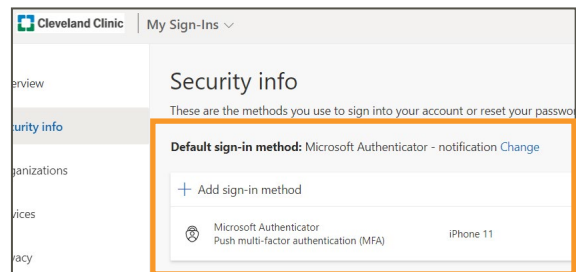 Cleveland Clinic
My Sign-Ins
erview
Security info
These are the methods you use to sign into your account or reset your passwo
curity info
Default sign-in method: Microsoft Authenticator - notification Change
ganizations
+ Add sign-in method
vices
Microsoft Authenticator
Push multi-factor authentication (MFA)
iPhone 11
vacy